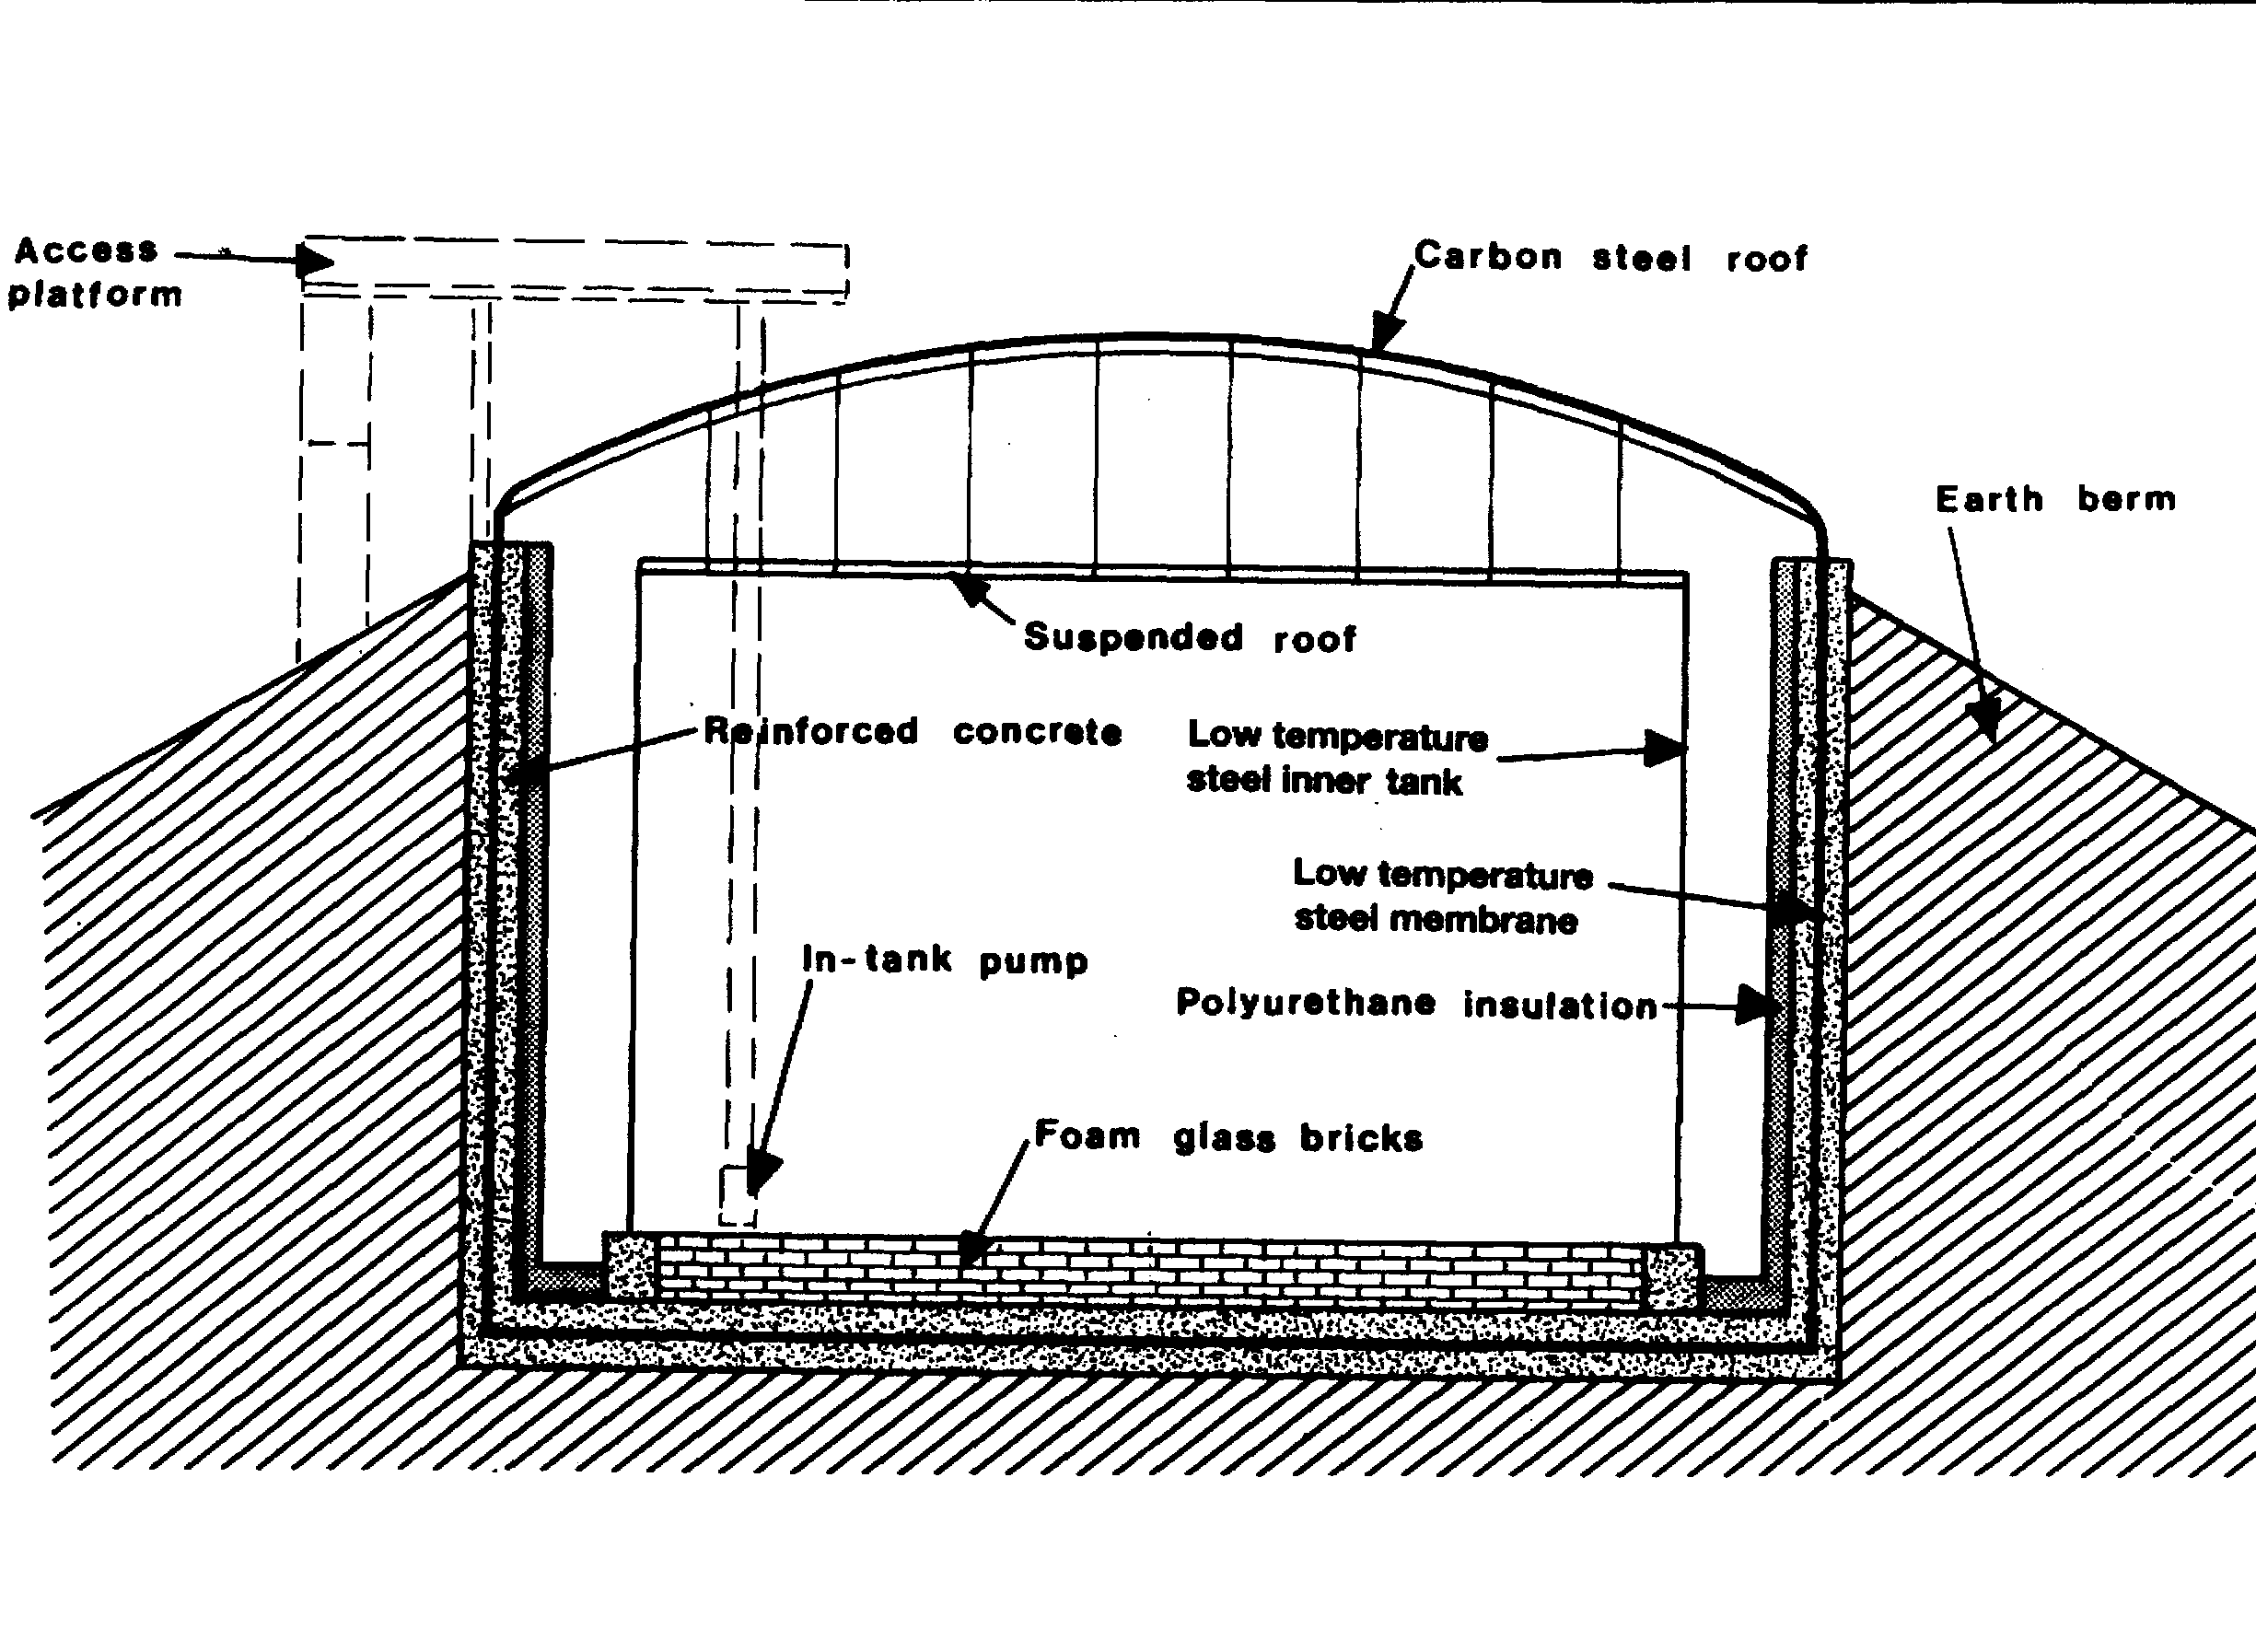 Access
platform
Carbon steel roof
Earth berm
Suspended roof
Reinforced concrete
Low temperature
steel inner tank
Low temperature
steel membrane
In-tank pump
Polyurethane insulation
Foam glass bricks